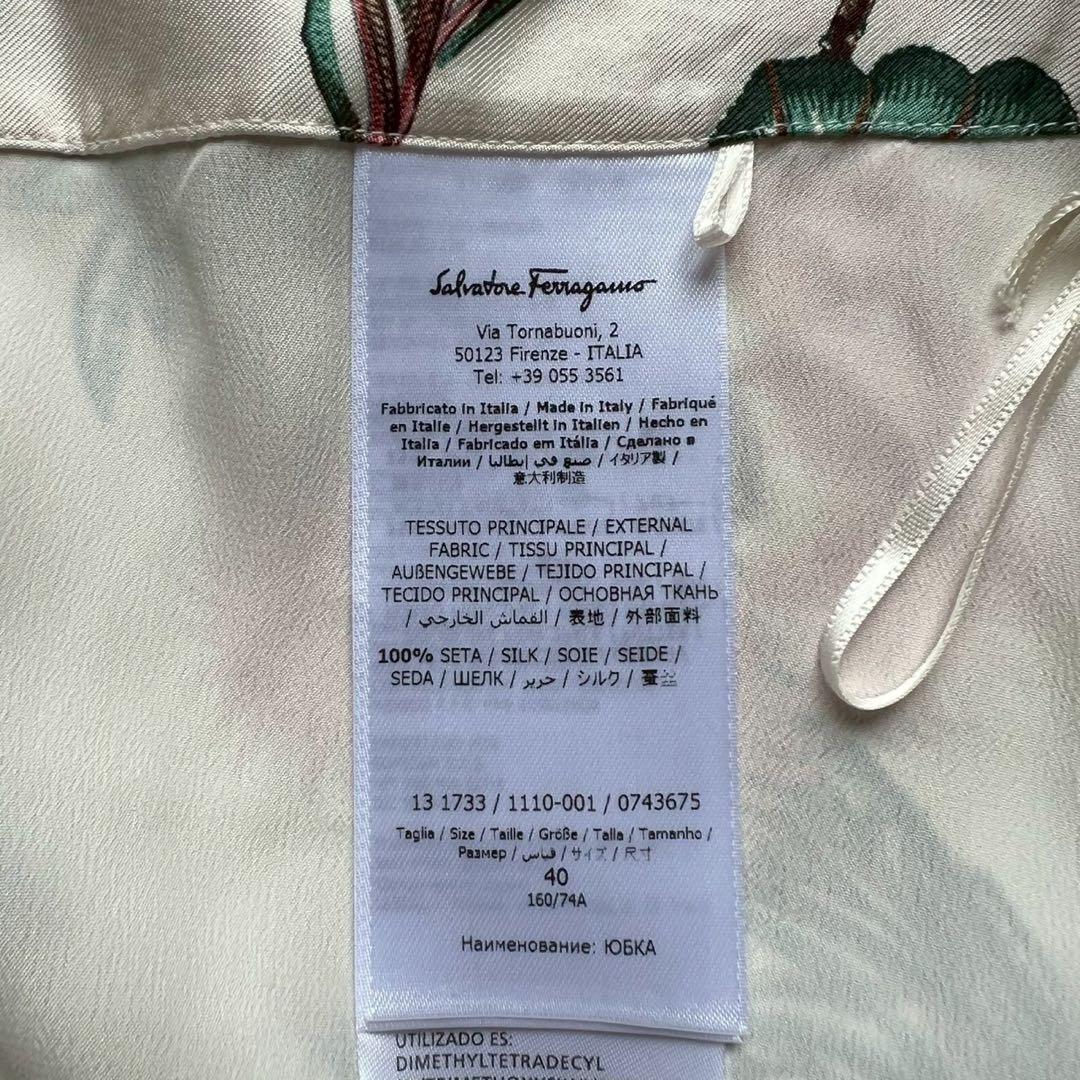 Salvatore Ferragamo
Via Tornabuoni, 2
50123 Firenze - ITALIA
Tel: +39 055 3561
Fabbricato in Italia / Made in Italy / Fabriqué
en Italie / Hergestellt in Italien / Hecho en
Italia / Fabricado em Itália / Сделано в
Италии / صنع في إيطاليا / イタリア製 /
意大利制造
TESSUTO PRINCIPALE / EXTERNAL
FABRIC / TISSU PRINCIPAL /
AUßENGEWEBE / TEJIDO PRINCIPAL /
TECIDO PRINCIPAL / ОСНОВНАЯ ТКАНЬ
/ القماش الخارجي / 表地 / 外部面料
100% SETA / SILK / SOIE / SEIDE /
SEDA / ШЕЛК / حرير / シルク / 蚕丝
13 1733 / 1110-001 / 0743675
Taglia / Size / Taille / Größe / Talla / Tamanho /
Размер / قياس / サイズ / 尺寸
40
160/74A
Наименование: ЮБКА
UTILIZADO ES:
DIMETHYLTETRADECYL